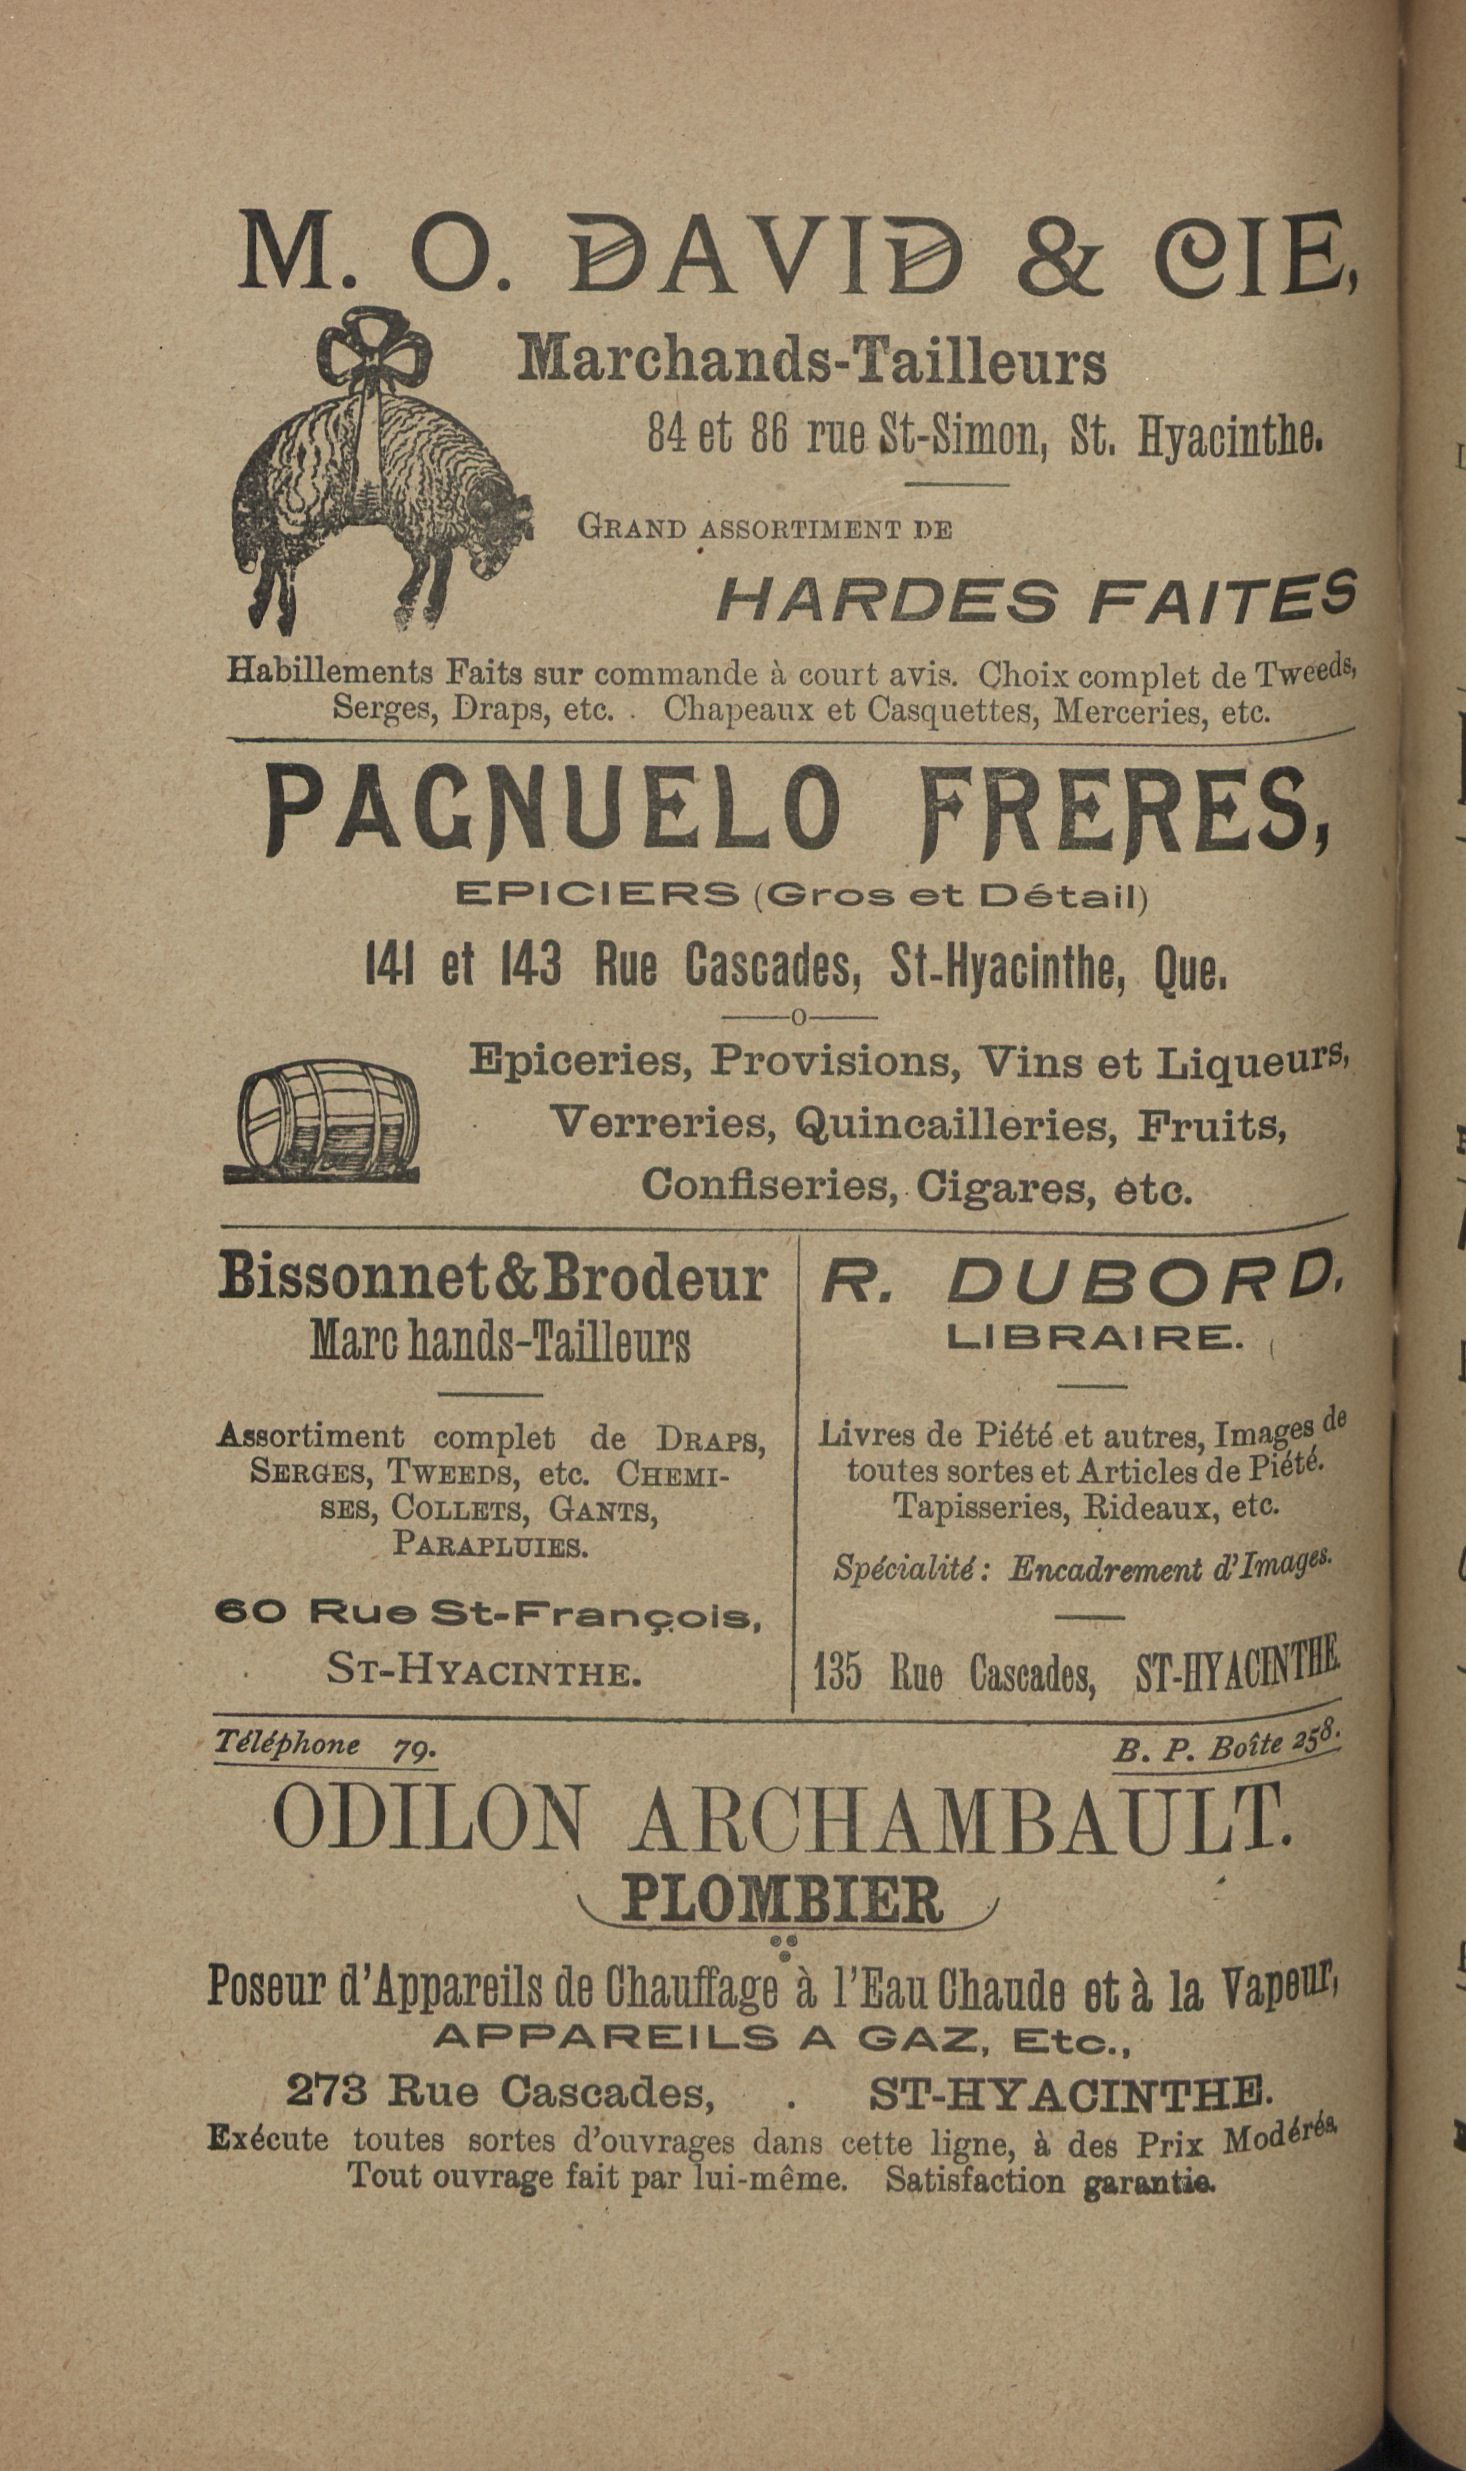 M. O. DAVID & CIE,
Marchands-Tailleurs
84 et 86 rue St-Simon, St. Hyacinthe.
GRAND ASSORTIMENT DE
HARDES FAITES
Habillements Faits sur commande à court avis. Choix complet de Tweeds,
Serges, Draps, etc. . Chapeaux et Casquettes, Merceries, etc.
PAGNUELO FRERES,
EPICIERS (Gros et Détail)
141 et 143 Rue Cascades, St-Hyacinthe, Que.
Epiceries, Provisions, Vins et Liqueurs,
Verreries, Quincailleries, Fruits,
Confiseries, Cigares, etc.
Bissonnet & Brodeur
Marc hands-Tailleurs
Assortiment complet de DRAPS,
SERGES, TWEEDS, etc. CHEMI-
SES, COLLETS, GANTS,
PARAPLUIES.
60 Rue St-François,
ST-HYACINTHE.
R. DUBORD,
LIBRAIRE.
Livres de Piété et autres, Images de
toutes sortes et Articles de Piété.
Tapisseries, Rideaux, etc.
Spécialité: Encadrement d'Images.
135 Rue Cascades, ST-HYACINTHE
Téléphone 79.
B. P. Boîte 258.
ODILON ARCHAMBAULT.
PLOMBIER
Poseur d'Appareils de Chauffage à l'Eau Chaude et à la Vapeur,
APPAREILS A GAZ, Etc.,
273 Rue Cascades, . ST-HYACINTHE.
Exécute toutes sortes d'ouvrages dans cette ligne, à des Prix Modérés
Tout ouvrage fait par lui-même. Satisfaction garantie.